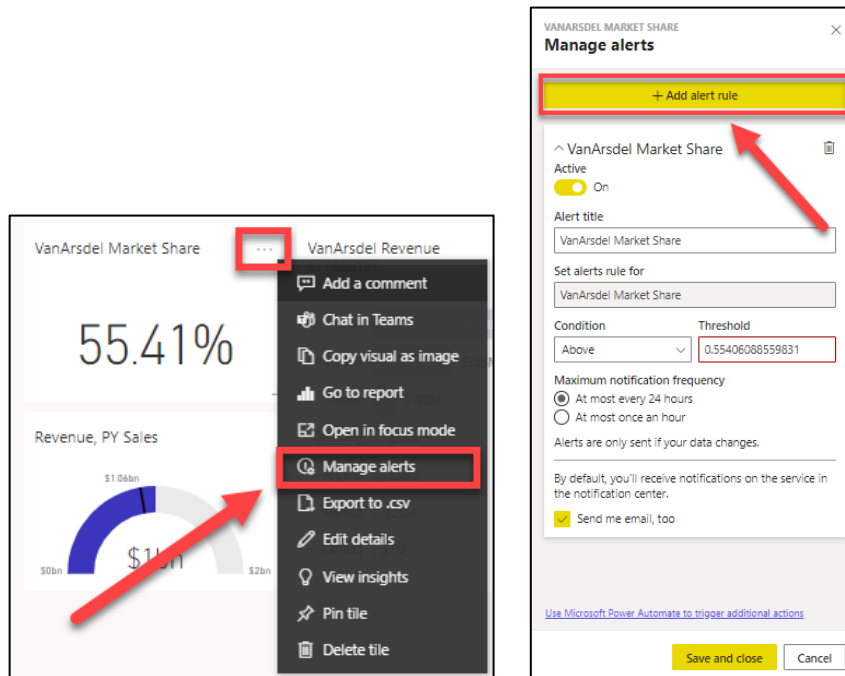 VanArsdel Market Share
...
VanArsdel Revenue
55.41%
Revenue, PY Sales
$1.06bn
$0bn
$1bn
$2bn
Add a comment
Chat in Teams
Copy visual as image
Go to report
Open in focus mode
Manage alerts
Export to .csv
Edit details
View insights
Pin tile
Delete tile
VANARSDEL MARKET SHARE
Manage alerts
+ Add alert rule
VanArsdel Market Share
Active
On
Alert title
VanArsdel Market Share
Set alerts rule for
VanArsdel Market Share
Condition Threshold
Above 0.55406088559831
Maximum notification frequency
At most every 24 hours
At most once an hour
Alerts are only sent if your data changes.
By default, you'll receive notifications on the service in
the notification center.
Send me email, too
Use Microsoft Power Automate to trigger additional actions
Save and close Cancel